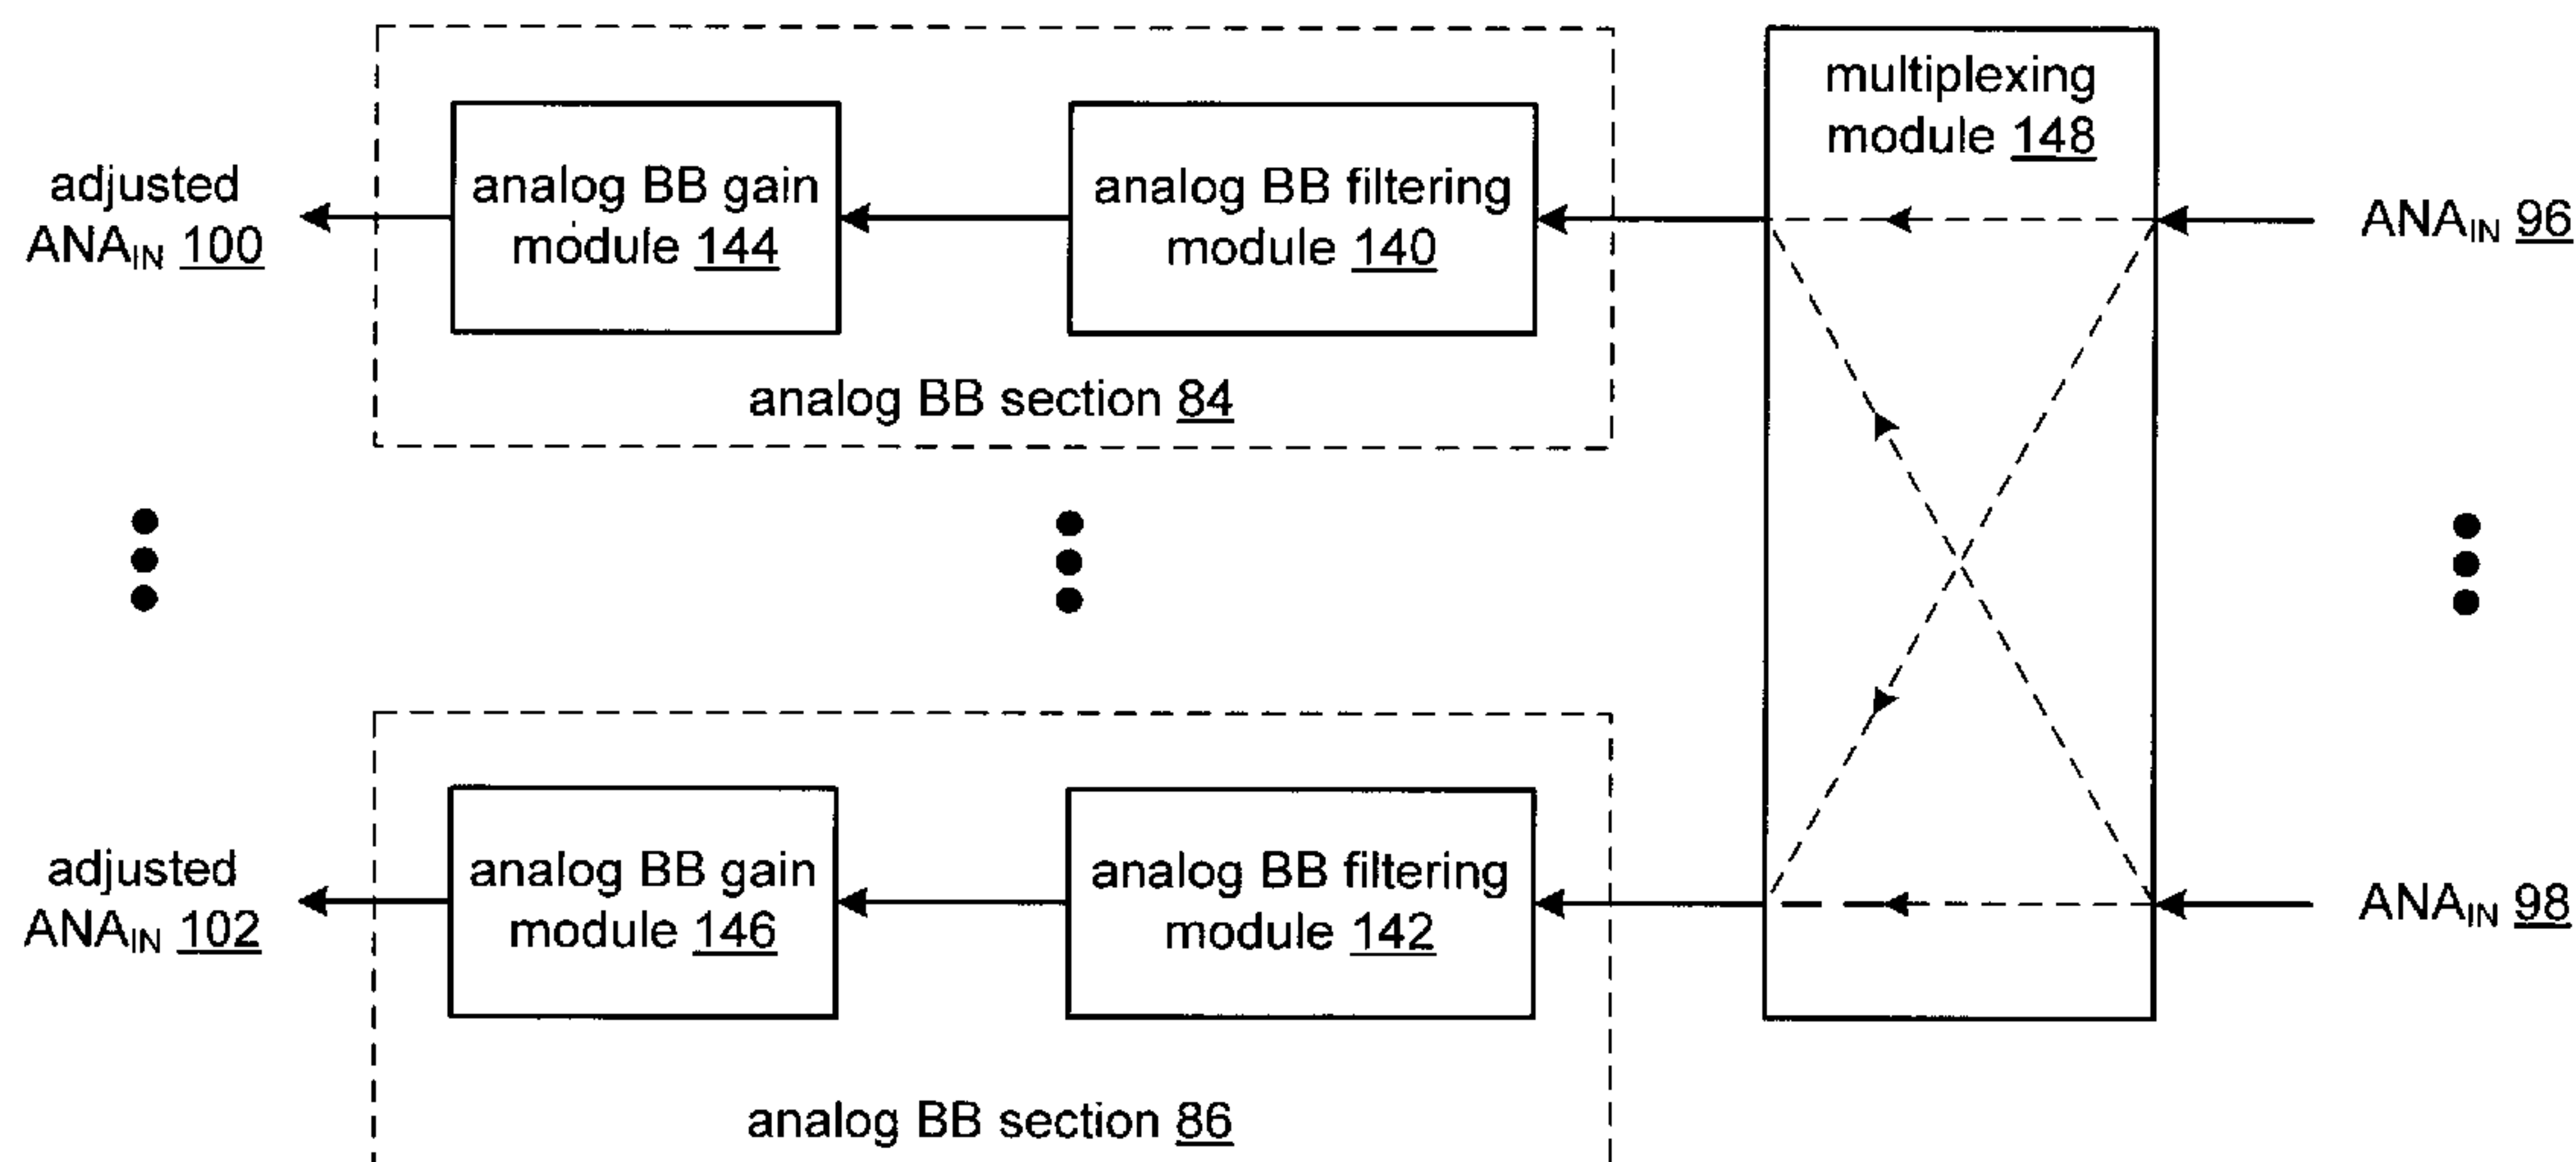 multiplexing
module 148
adjusted
ANAIN 100
analog BB gain
module 144
analog BB filtering
module 140
ANAIN 96
analog BB section 84
adjusted
ANAIN 102
analog BB gain
module 146
analog BB filtering
module 142
ANAIN 98
analog BB section 86